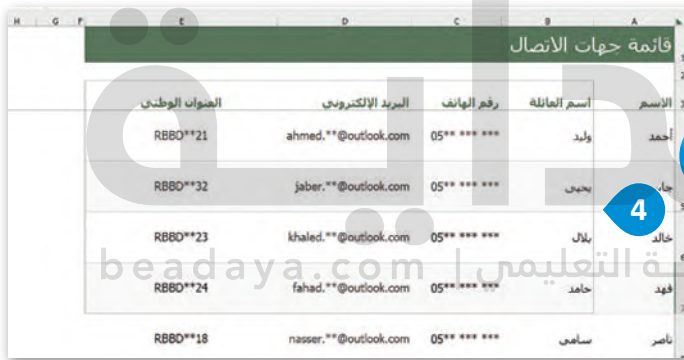 A B C D E F G H
قائمة جهات الاتصال
الاسم اسم العائلة رقم الهاتف البريد الإلكتروني العنوان الوطني
أحمد وليد 05** *** *** ahmed.**@outlook.com RBBD**21
يحيى 05** *** *** jaber.**@outlook.com RBBD**32
4
خالد بلال 05** *** *** khaled.**@outlook.com RBBD**23
beadaya.com | ة التعليمي
فهد حامد 05** *** *** fahad.**@outlook.com RBBD**24
ناصر سامي 05** *** *** nasser.**@outlook.com RBBD**18